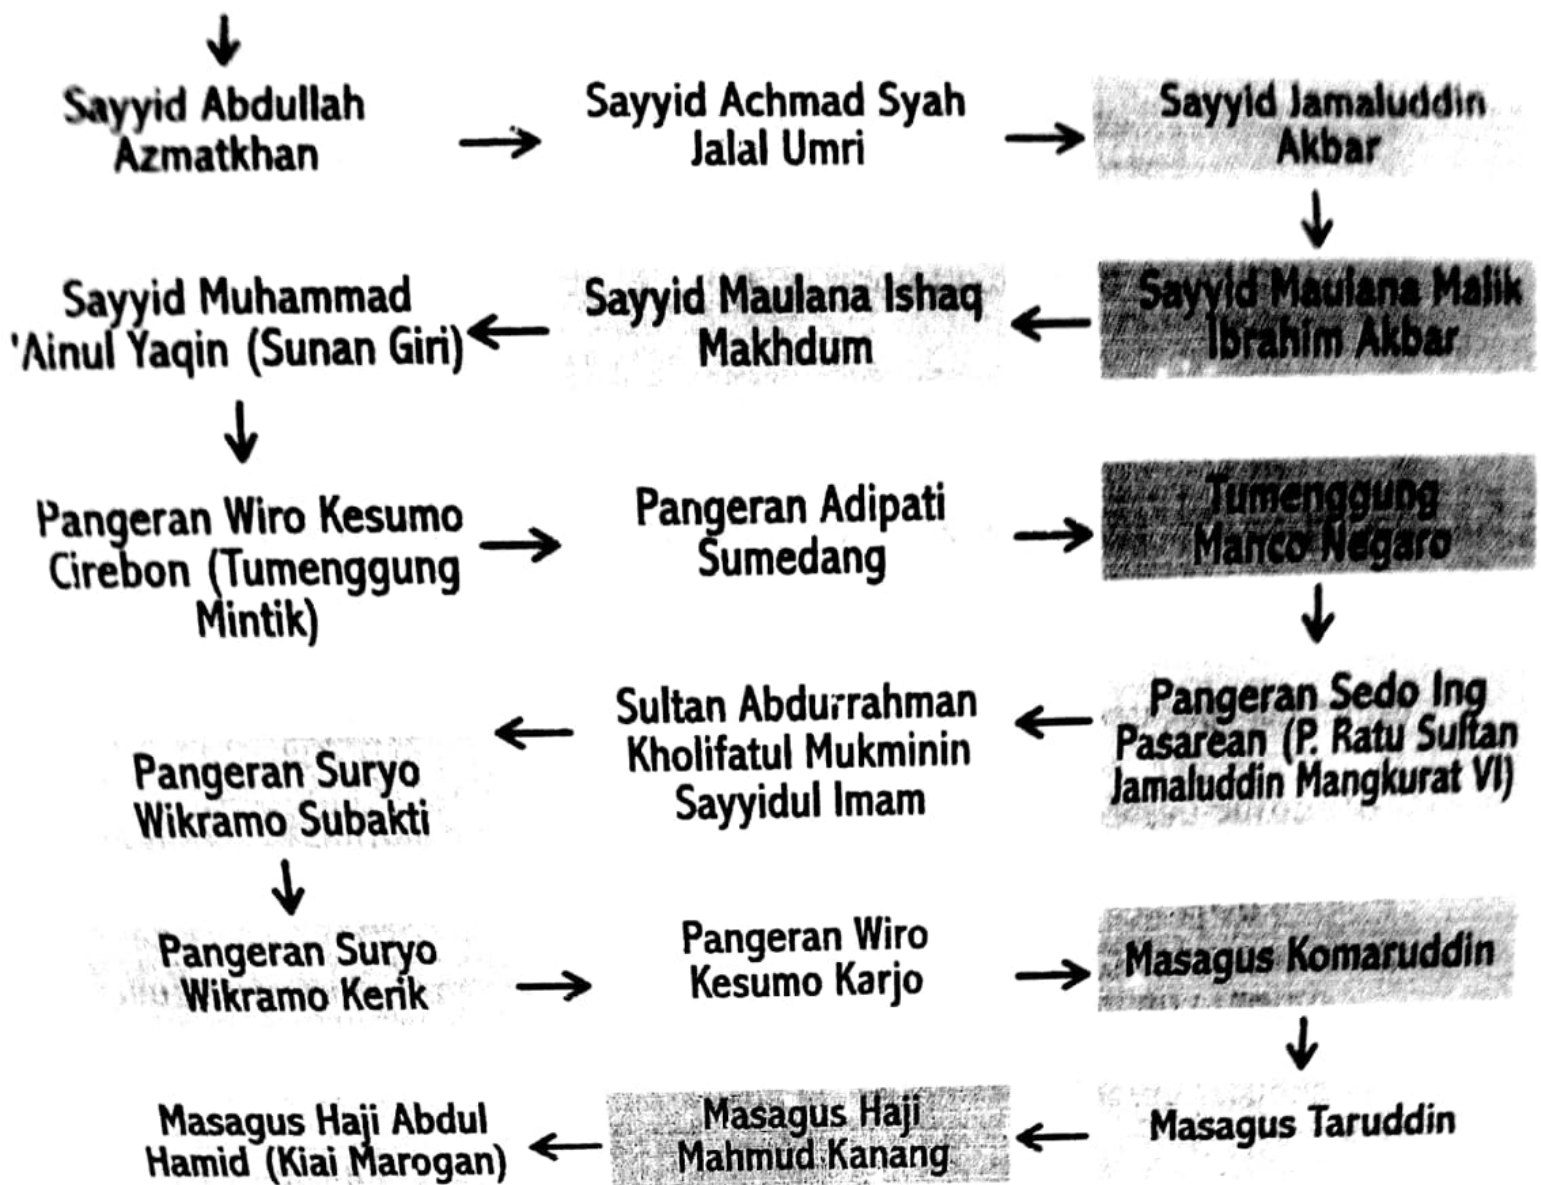 Sayyid Abdullah
Azmatkhan
Sayyid Achmad Syah
Jalal Umri
Sayyid Jamaluddin
Akbar
Sayyid Maulana Malik
Ibrahim Akbar
Sayyid Maulana Ishaq
Makhdum
Sayyid Muhammad
'Ainul Yaqin (Sunan Giri)
Pangeran Wiro Kesumo
Cirebon (Tumenggung
Mintik)
Pangeran Adipati
Sumedang
Tumenggung
Manco Negaro
Pangeran Sedo Ing
Pasarean (P. Ratu Sultan
Jamaluddin Mangkurat VI)
Sultan Abdurrahman
Kholifatul Mukminin
Sayyidul Imam
Pangeran Suryo
Wikramo Subakti
Pangeran Suryo
Wikramo Kerik
Pangeran Wiro
Kesumo Karjo
Masagus Komaruddin
Masagus Taruddin
Masagus Haji
Mahmud Kanang
Masagus Haji Abdul
Hamid (Kiai Marogan)